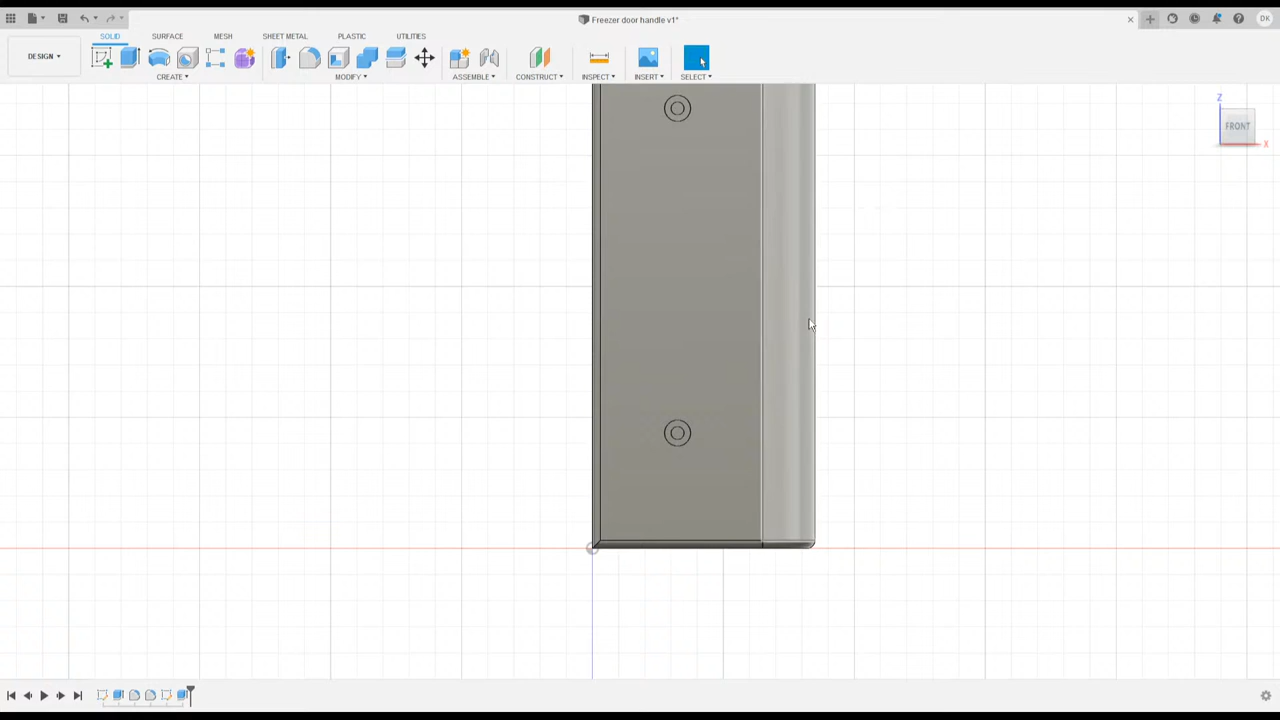 Freezer door handle v1*
DK
DESIGN
SOLID
SURFACE
MESH
SHEET METAL
PLASTIC
UTILITIES
CREATE
MODIFY
ASSEMBLE
CONSTRUCT
INSPECT
INSERT
SELECT
Z
FRONT
X